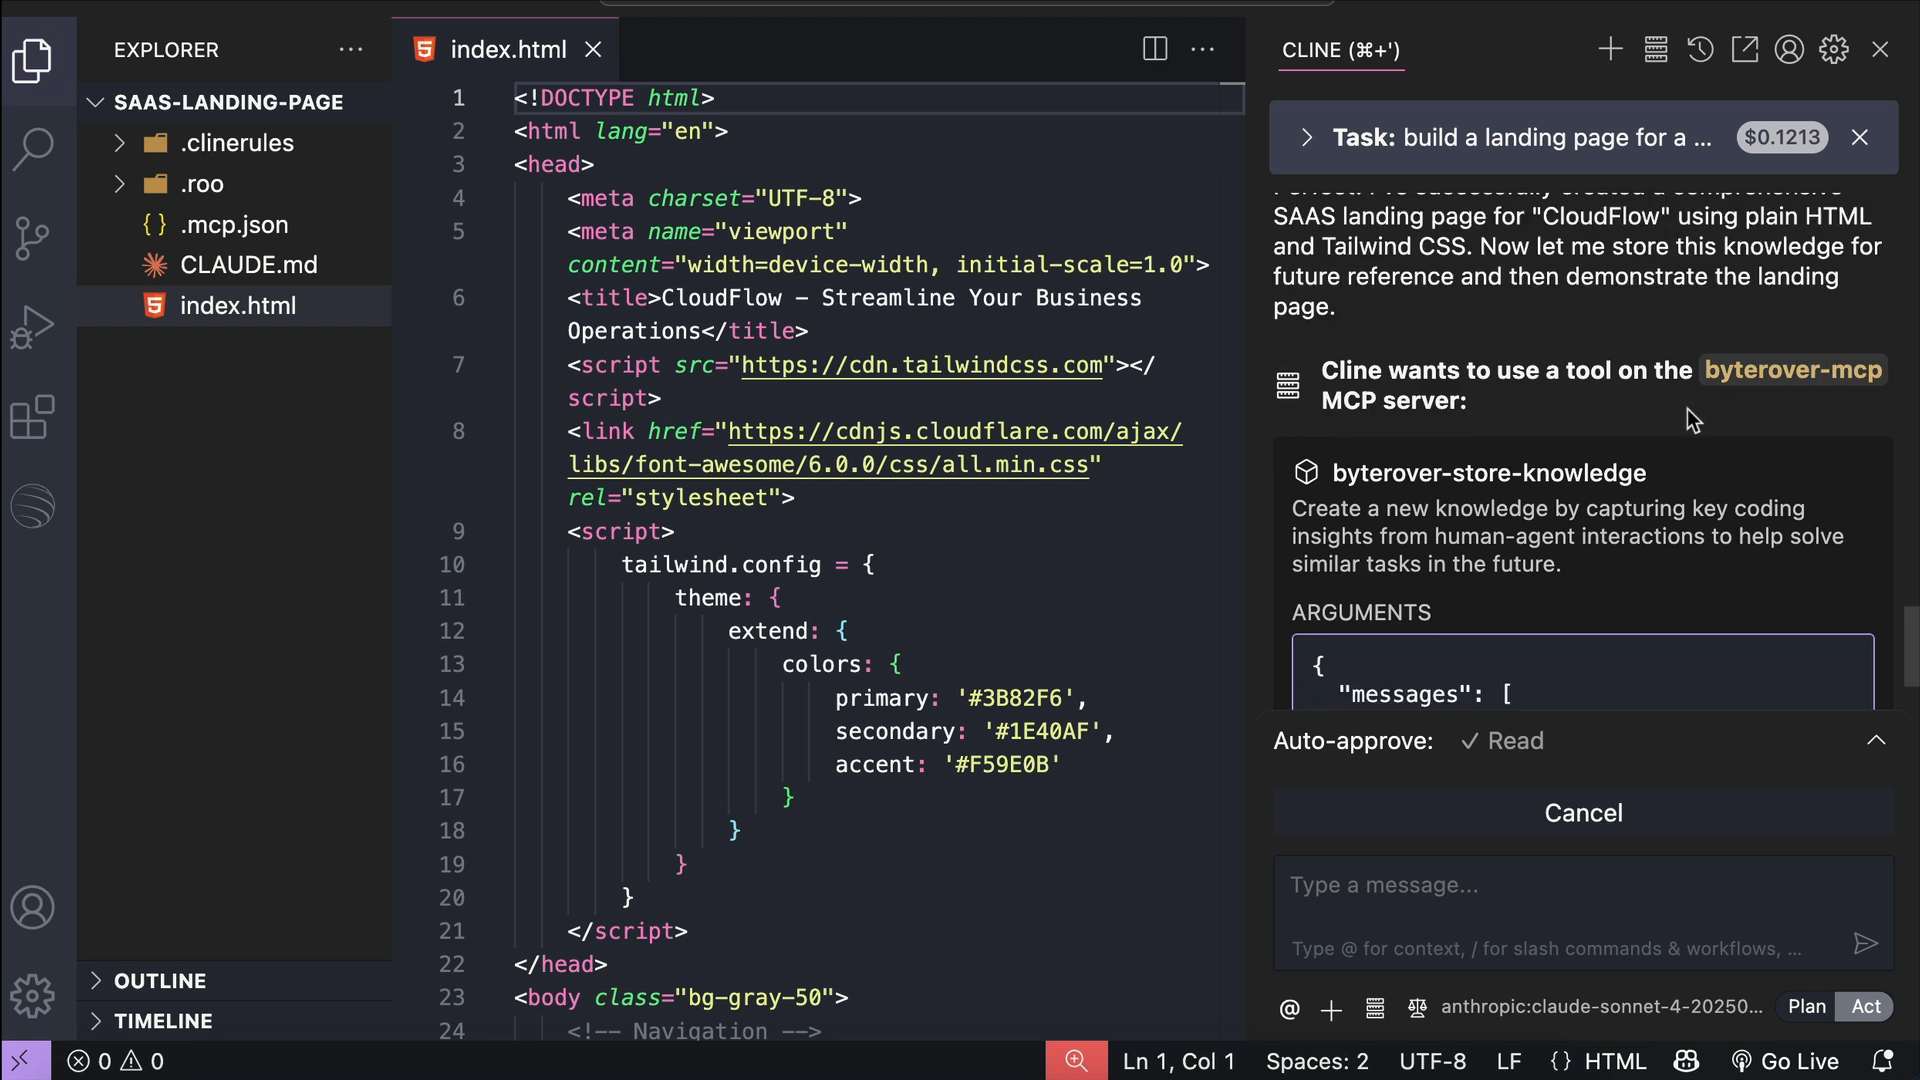 EXPLORER
SAAS-LANDING-PAGE
.clinerules
.roo
{} .mcp.json
CLAUDE.md
index.html
OUTLINE
TIMELINE
index.html
1 <!DOCTYPE html>
2 <html lang="en">
3 <head>
4 <meta charset="UTF-8">
5 <meta name="viewport"
content="width=device-width, initial-scale=1.0">
6 <title>CloudFlow – Streamline Your Business
Operations</title>
7 <script src="https://cdn.tailwindcss.com"></
script>
8 <link href="https://cdnjs.cloudflare.com/ajax/
libs/font-awesome/6.0.0/css/all.min.css"
rel="stylesheet">
9 <script>
10 tailwind.config = {
11 theme: {
12 extend: {
13 colors: {
14 primary: '#3B82F6',
15 secondary: '#1E40AF',
16 accent: '#F59E0B'
17 }
18 }
19 }
20 }
21 </script>
22 </head>
23 <body class="bg-gray-50">
24 <!-- Navigation -->
CLINE (⌘+')
Task: build a landing page for a ... $0.1213
Perfect! I've successfully created a comprehensive
SAAS landing page for "CloudFlow" using plain HTML
and Tailwind CSS. Now let me store this knowledge for
future reference and then demonstrate the landing
page.
Cline wants to use a tool on the byterover-mcp
MCP server:
byterover-store-knowledge
Create a new knowledge by capturing key coding
insights from human-agent interactions to help solve
similar tasks in the future.
ARGUMENTS
{
"messages": [
Auto-approve: ✓ Read
Cancel
Type a message...
Type @ for context, / for slash commands & workflows, ...
@ anthropic:claude-sonnet-4-20250... Plan Act
0 0 Ln 1, Col 1 Spaces: 2 UTF-8 LF {} HTML Go Live